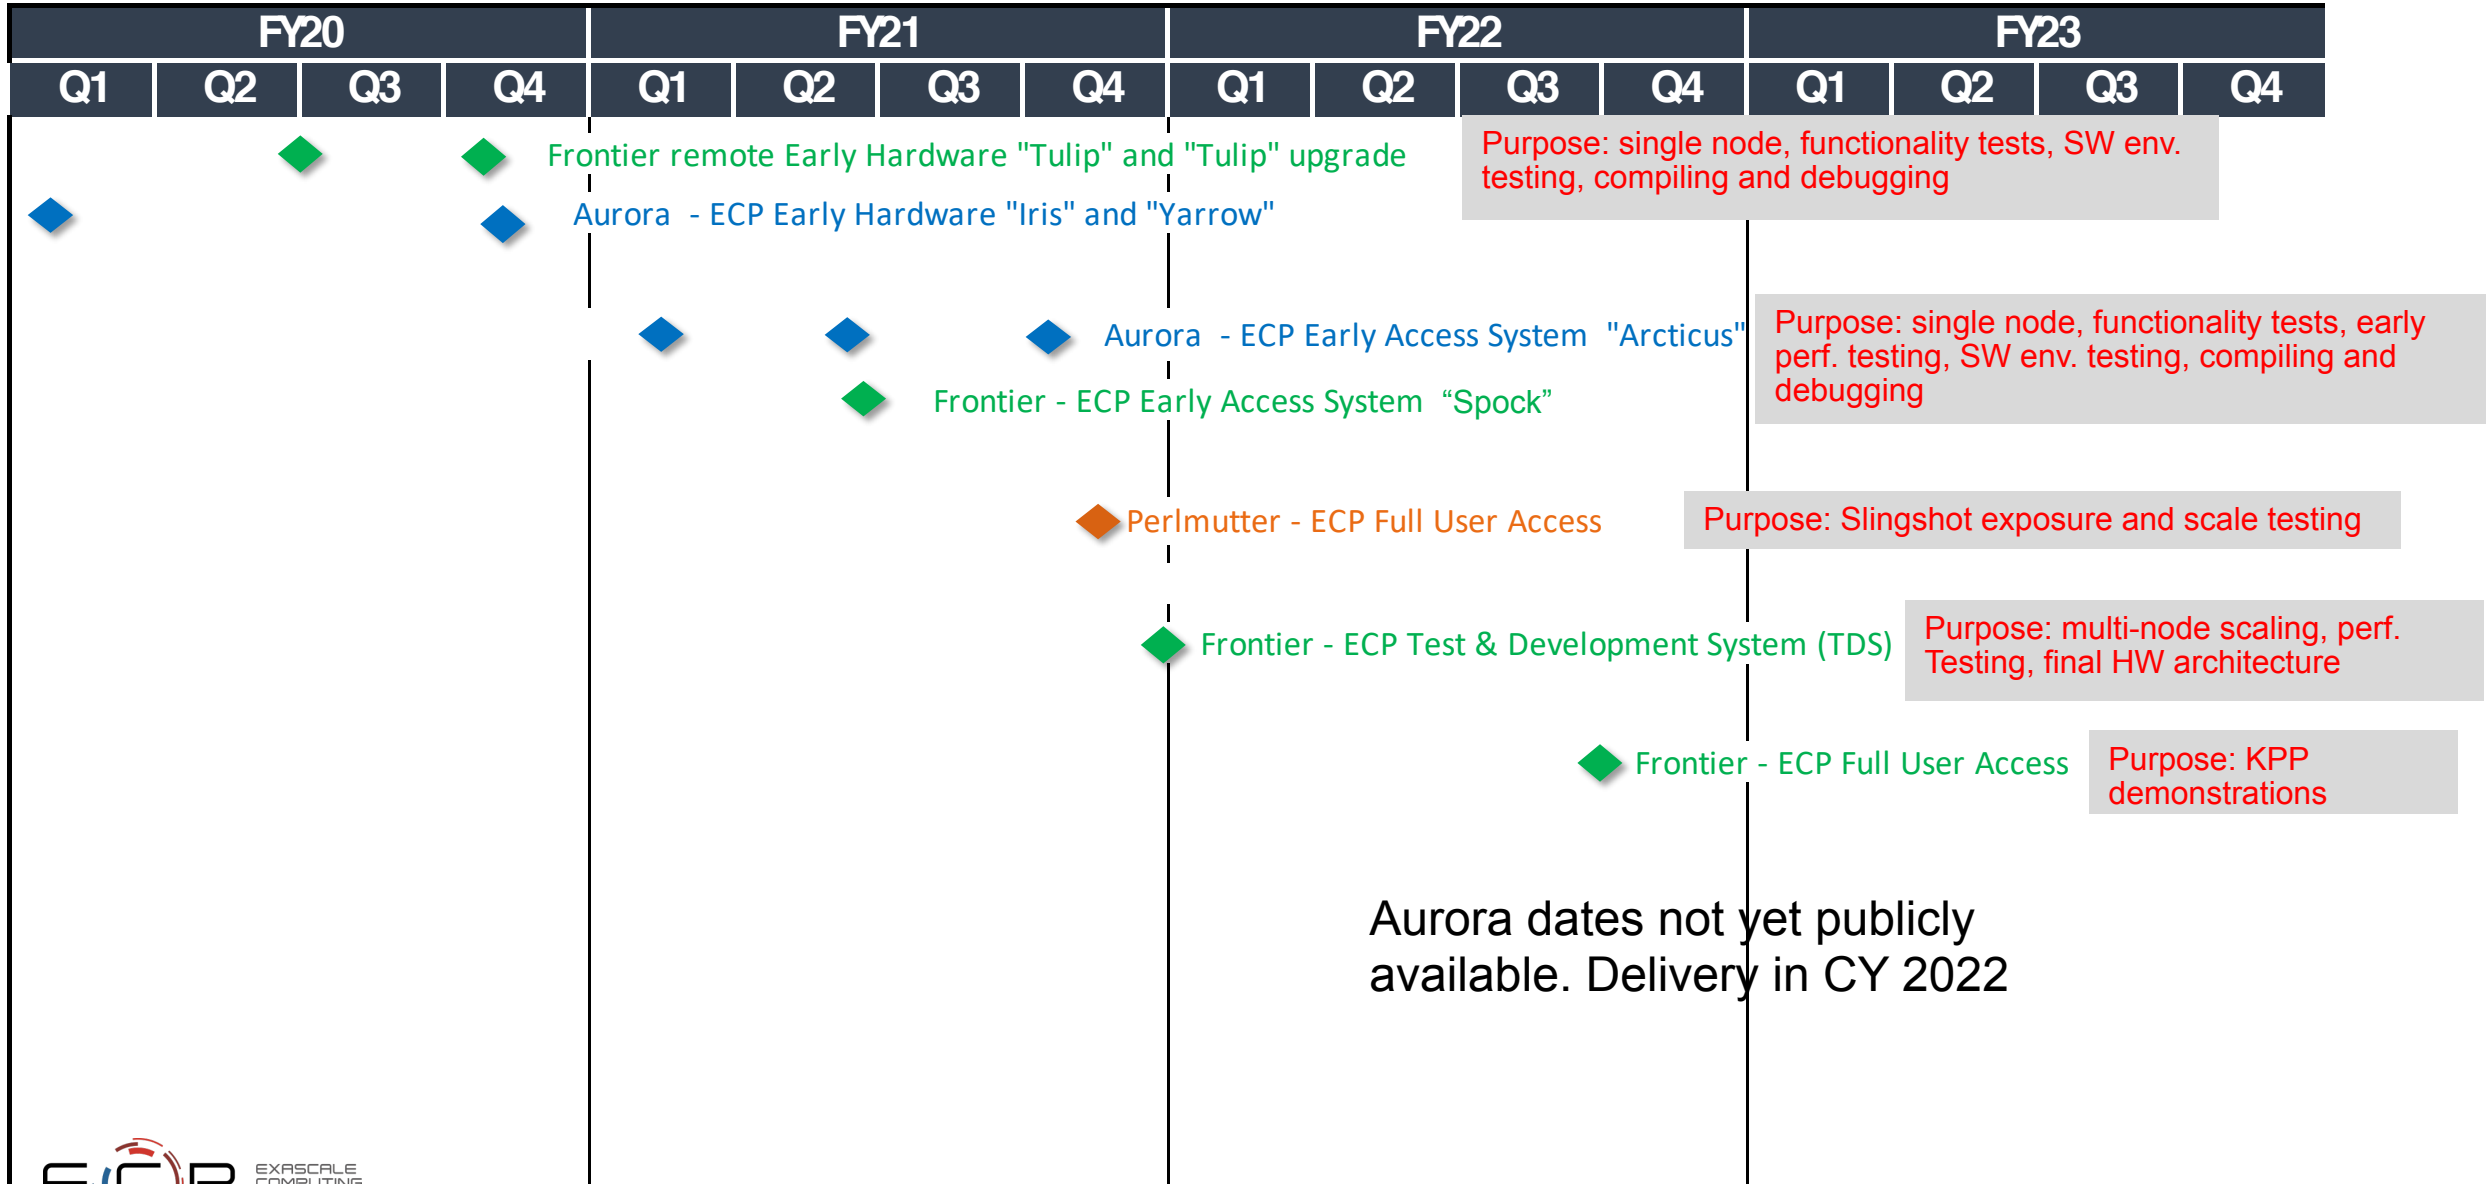 FY20 FY21 FY22 FY23
Q1 Q2 Q3 Q4 Q1 Q2 Q3 Q4 Q1 Q2 Q3 Q4 Q1 Q2 Q3 Q4
Frontier remote Early Hardware "Tulip" and "Tulip" upgrade
Purpose: single node, functionality tests, SW env.
testing, compiling and debugging
Aurora - ECP Early Hardware "Iris" and "Yarrow"
Aurora - ECP Early Access System "Arcticus"
Purpose: single node, functionality tests, early
perf. testing, SW env. testing, compiling and
debugging
Frontier - ECP Early Access System “Spock”
Perlmutter - ECP Full User Access
Purpose: Slingshot exposure and scale testing
Frontier - ECP Test & Development System (TDS)
Purpose: multi-node scaling, perf.
Testing, final HW architecture
Frontier - ECP Full User Access
Purpose: KPP
demonstrations
Aurora dates not yet publicly
available. Delivery in CY 2022
ECP
EXASCALE
COMPUTING